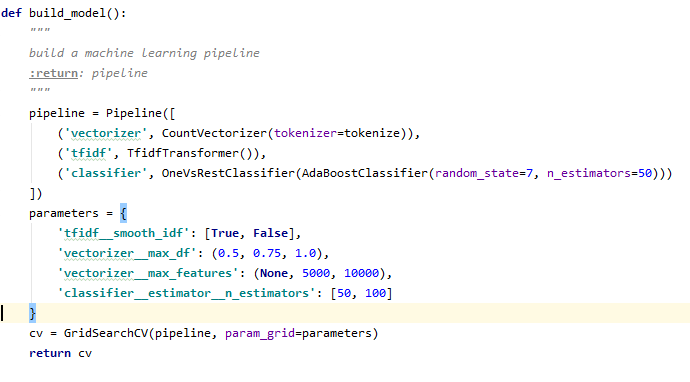 def build_model():
    """
    build a machine learning pipeline
    :return: pipeline
    """
    pipeline = Pipeline([
        ('vectorizer', CountVectorizer(tokenizer=tokenize)),
        ('tfidf', TfidfTransformer()),
        ('classifier', OneVsRestClassifier(AdaBoostClassifier(random_state=7, n_estimators=50)))
    ])
    parameters = {
        'tfidf__smooth_idf': [True, False],
        'vectorizer__max_df': (0.5, 0.75, 1.0),
        'vectorizer__max_features': (None, 5000, 10000),
        'classifier__estimator__n_estimators': [50, 100]
    }
    cv = GridSearchCV(pipeline, param_grid=parameters)
    return cv